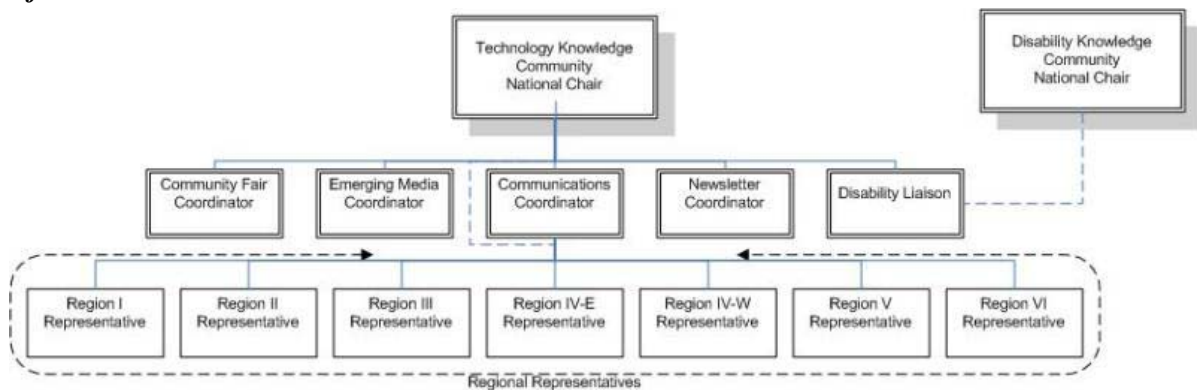 Technology Knowledge
Community
National Chair
Disability Knowledge
Community
National Chair
Community Fair
Coordinator
Emerging Media
Coordinator
Communications
Coordinator
Newsletter
Coordinator
Disability Liaison
Region I
Representative
Region II
Representative
Region III
Representative
Region IV-E
Representative
Region IV-W
Representative
Region V
Representative
Region VI
Representative
Regional Representatives